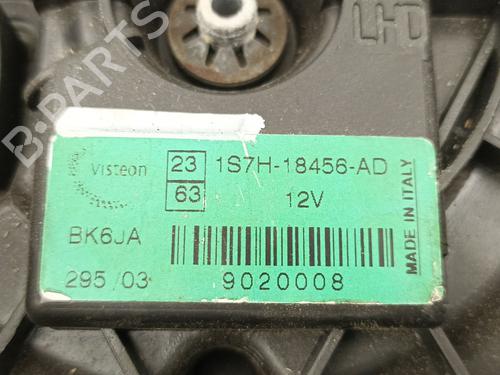 LHD
B-PARTS
Visteon
23
63
1S7H-18456-AD
12V
BK6JA
295/03
9020008
MADE IN ITALY